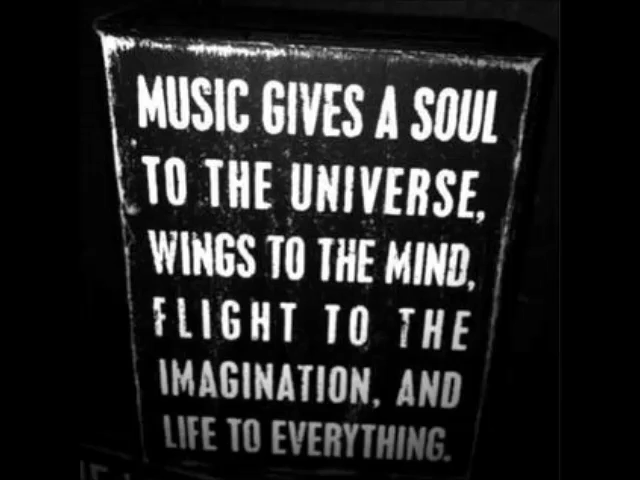 MUSIC GIVES A SOUL
TO THE UNIVERSE,
WINGS TO THE MIND,
FLIGHT TO THE
IMAGINATION, AND
LIFE TO EVERYTHING.